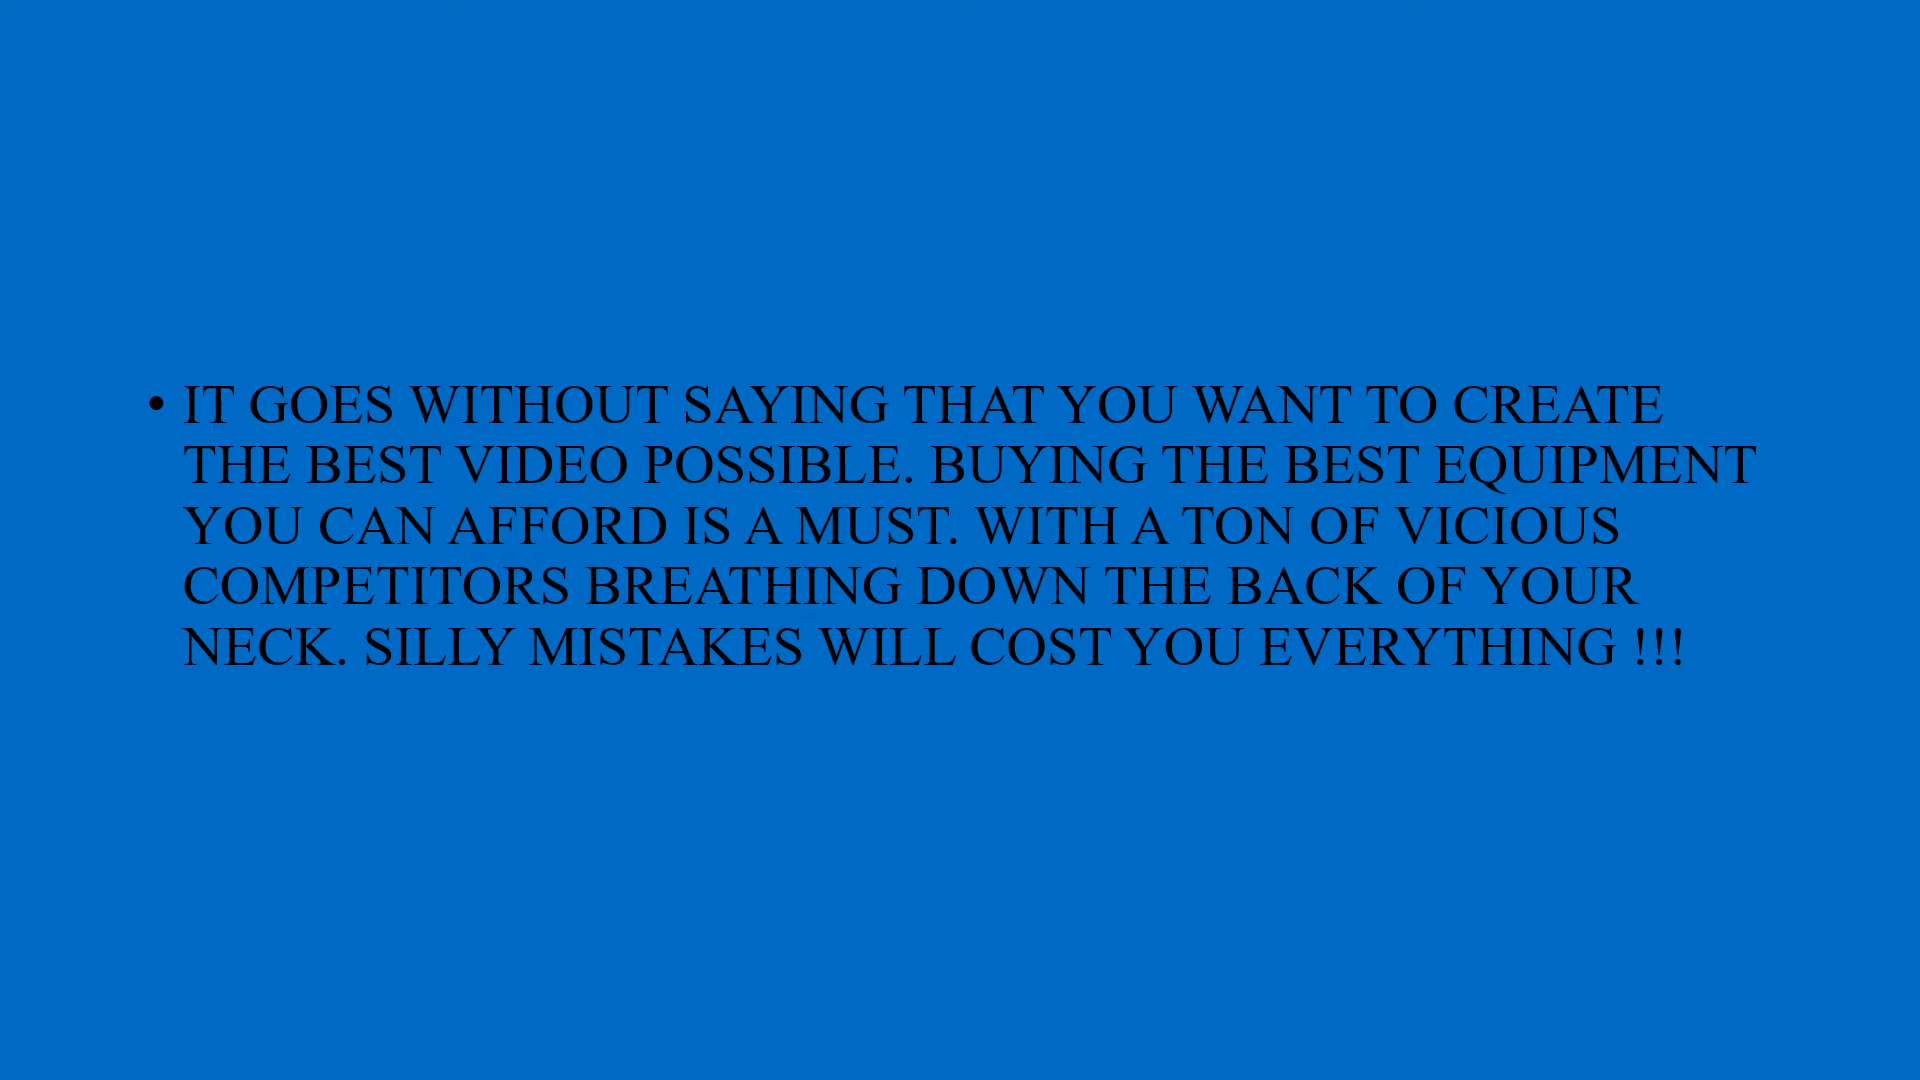 • IT GOES WITHOUT SAYING THAT YOU WANT TO CREATE
THE BEST VIDEO POSSIBLE. BUYING THE BEST EQUIPMENT
YOU CAN AFFORD IS A MUST. WITH A TON OF VICIOUS
COMPETITORS BREATHING DOWN THE BACK OF YOUR
NECK. SILLY MISTAKES WILL COST YOU EVERYTHING !!!